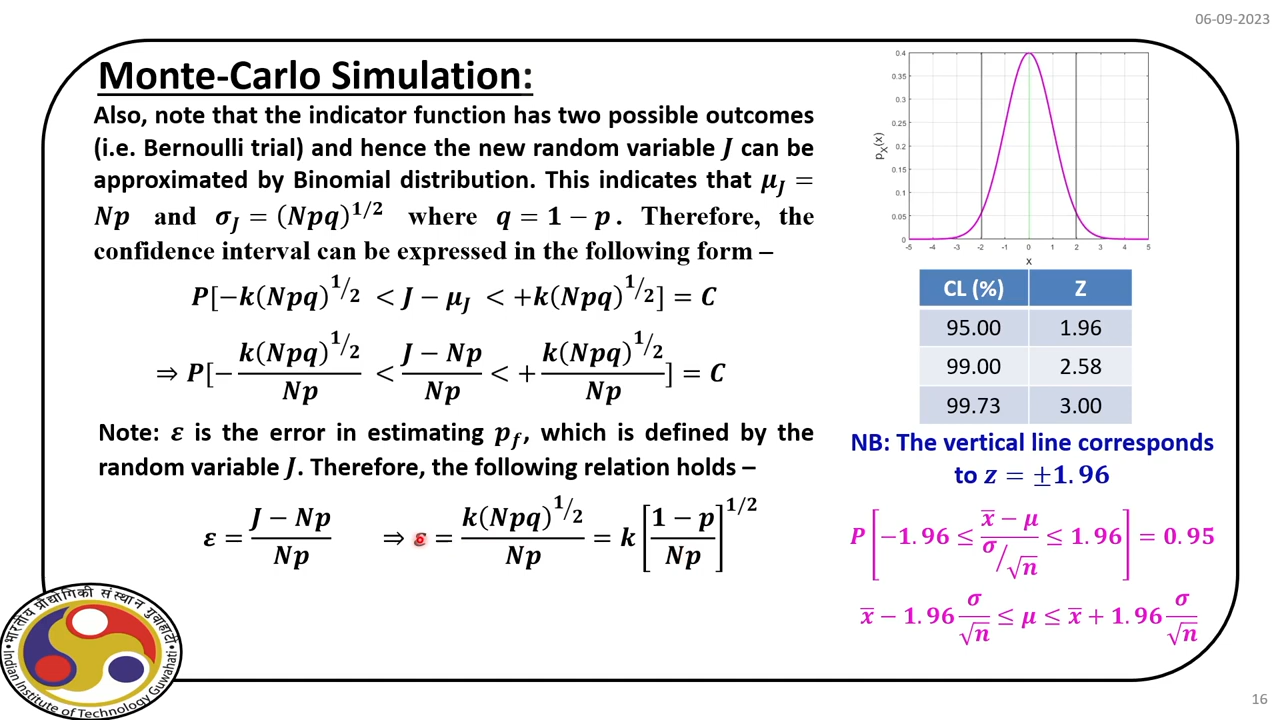 06-09-2023
Monte-Carlo Simulation:
Also, note that the indicator function has two possible outcomes
(i.e. Bernoulli trial) and hence the new random variable J can be
approximated by Binomial distribution. This indicates that μ_J =
Np and σ_J = (Npq)^{1/2} where q = 1 − p. Therefore, the
confidence interval can be expressed in the following form –
P[−k(Npq)^{1/2} < J − μ_J < +k(Npq)^{1/2}] = C
⇒ P[−k(Npq)^{1/2}/Np < (J − Np)/Np < +k(Npq)^{1/2}/Np] = C
Note: ε is the error in estimating p_f, which is defined by the
random variable J. Therefore, the following relation holds –
ε = (J − Np)/Np ⇒ ε = k(Npq)^{1/2}/Np = k[(1 − p)/Np]^{1/2}
0.4
0.35
0.3
0.25
0.2
0.15
0.1
0.05
0
p_X(x)
-5 -4 -3 -2 -1 0 1 2 3 4 5
x
CL (%) Z
95.00 1.96
99.00 2.58
99.73 3.00
NB: The vertical line corresponds
to z = ±1.96
P[−1.96 ≤ (x̄ − μ)/(σ/√n) ≤ 1.96] = 0.95
x̄ − 1.96 σ/√n ≤ μ ≤ x̄ + 1.96 σ/√n
भारतीय प्रौद्योगिकी संस्थान गुवाहाटी
Indian Institute of Technology Guwahati
16